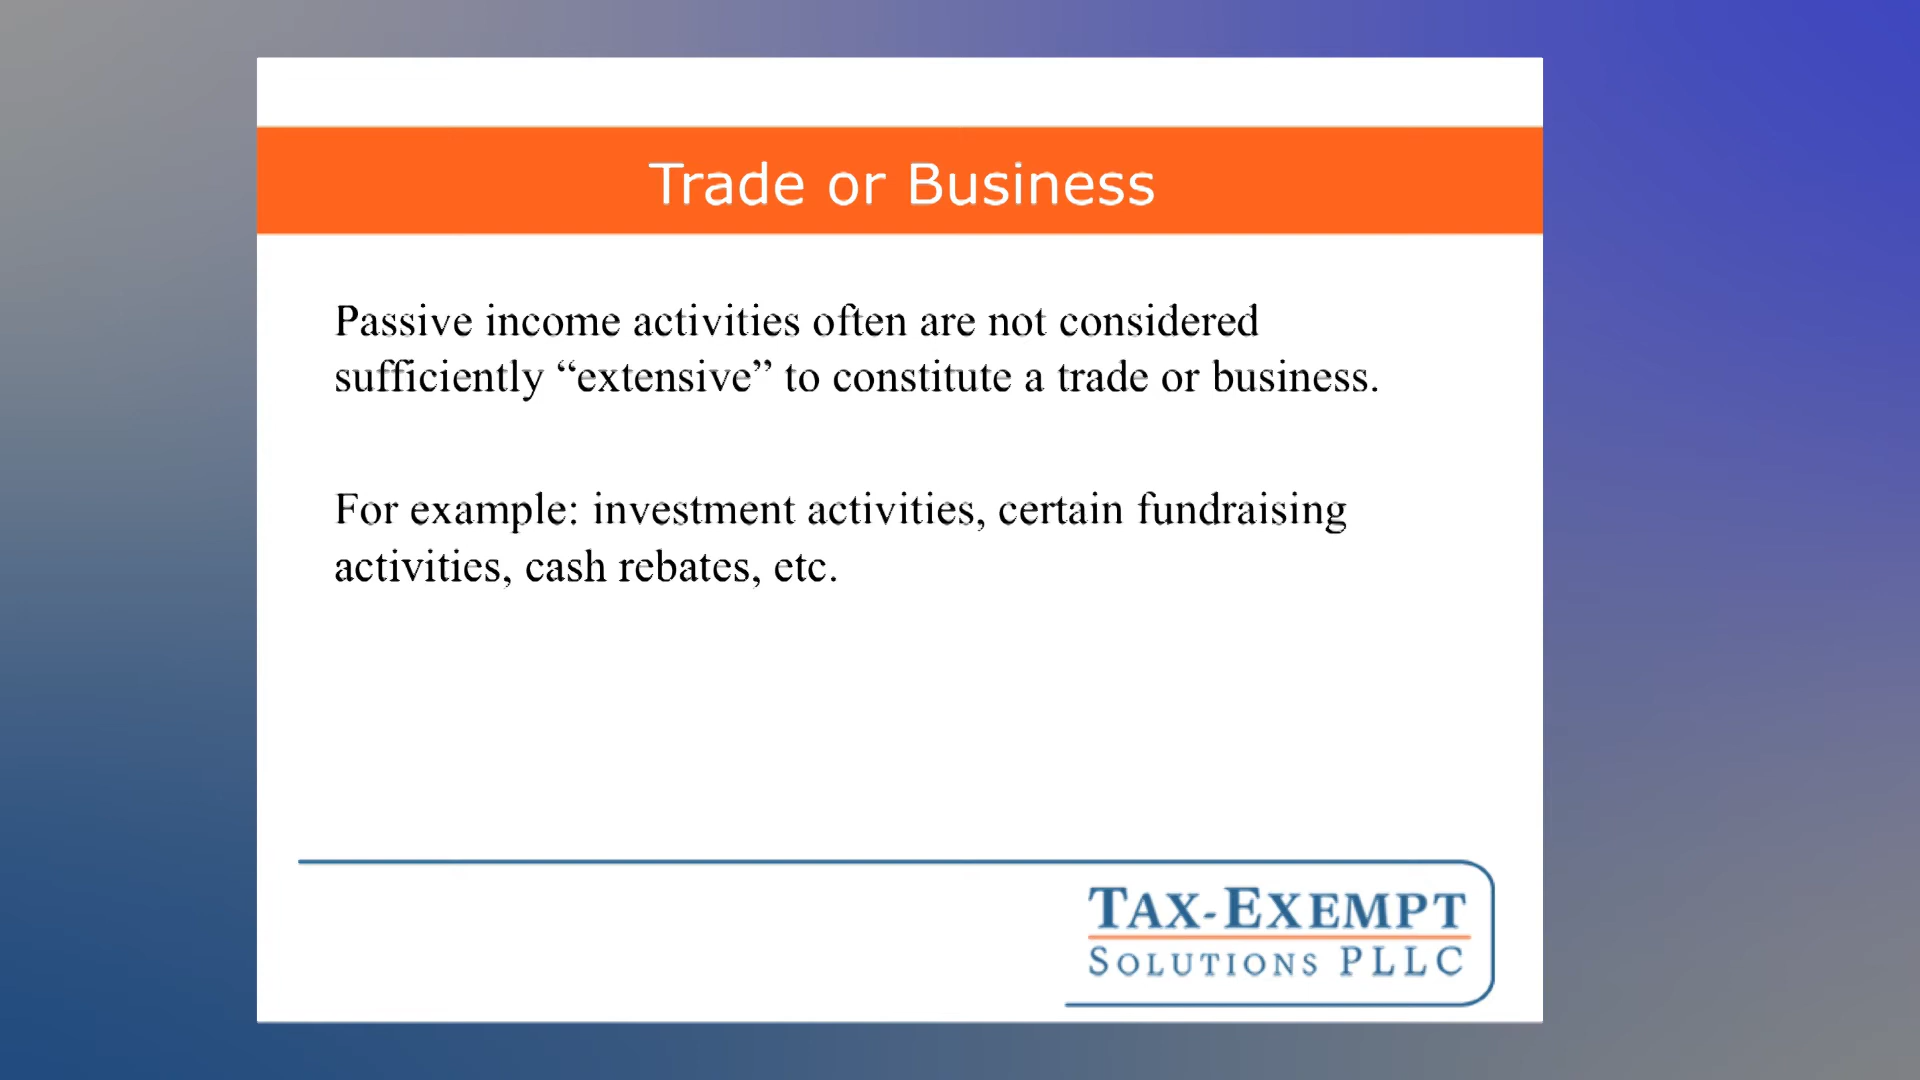 Trade or Business
Passive income activities often are not considered
sufficiently “extensive” to constitute a trade or business.
For example: investment activities, certain fundraising
activities, cash rebates, etc.
TAX-EXEMPT
SOLUTIONS PLLC